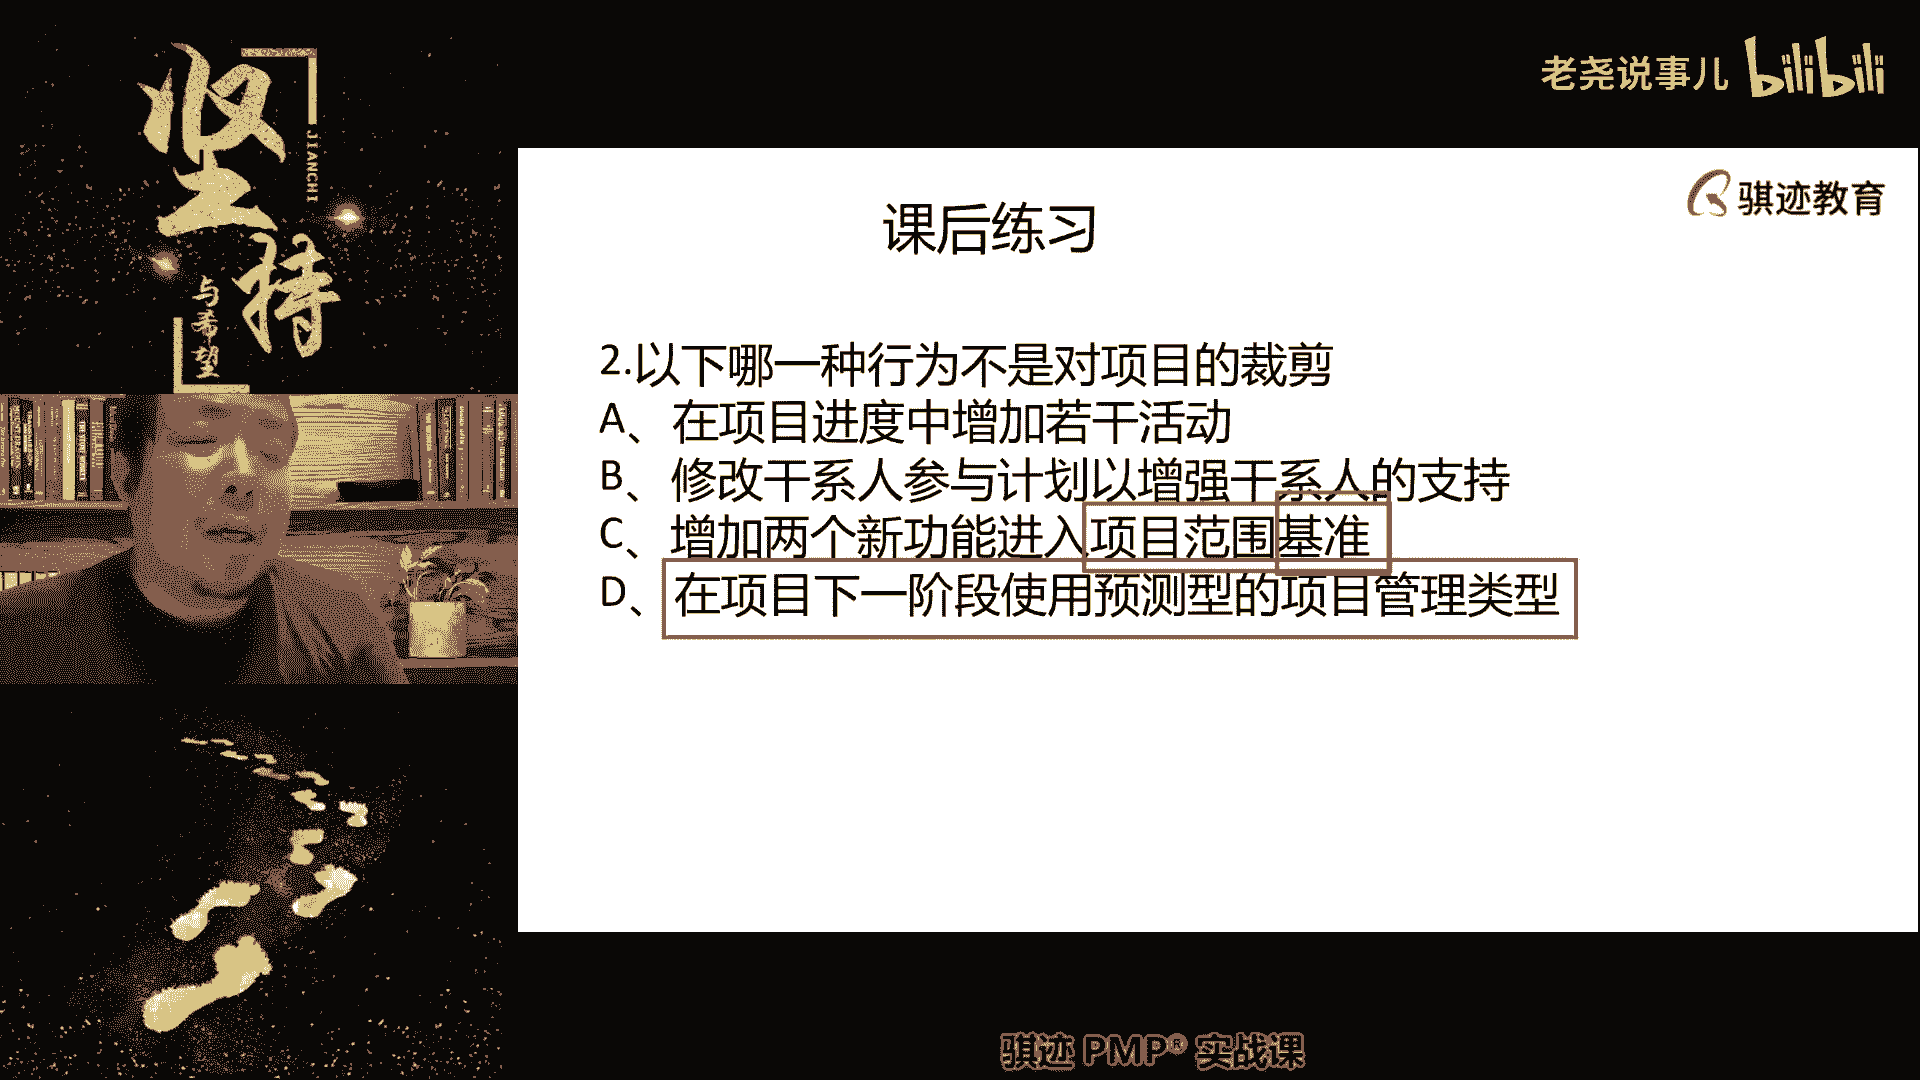 坚持
JIANCHI
与希望
老尧说事儿 bilibili
骐迹教育
课后练习
2.以下哪一种行为不是对项目的裁剪
A、在项目进度中增加若干活动
B、修改干系人参与计划以增强干系人的支持
C、增加两个新功能进入项目范围基准
D、在项目下一阶段使用预测型的项目管理类型
骐迹 PMP® 实战课